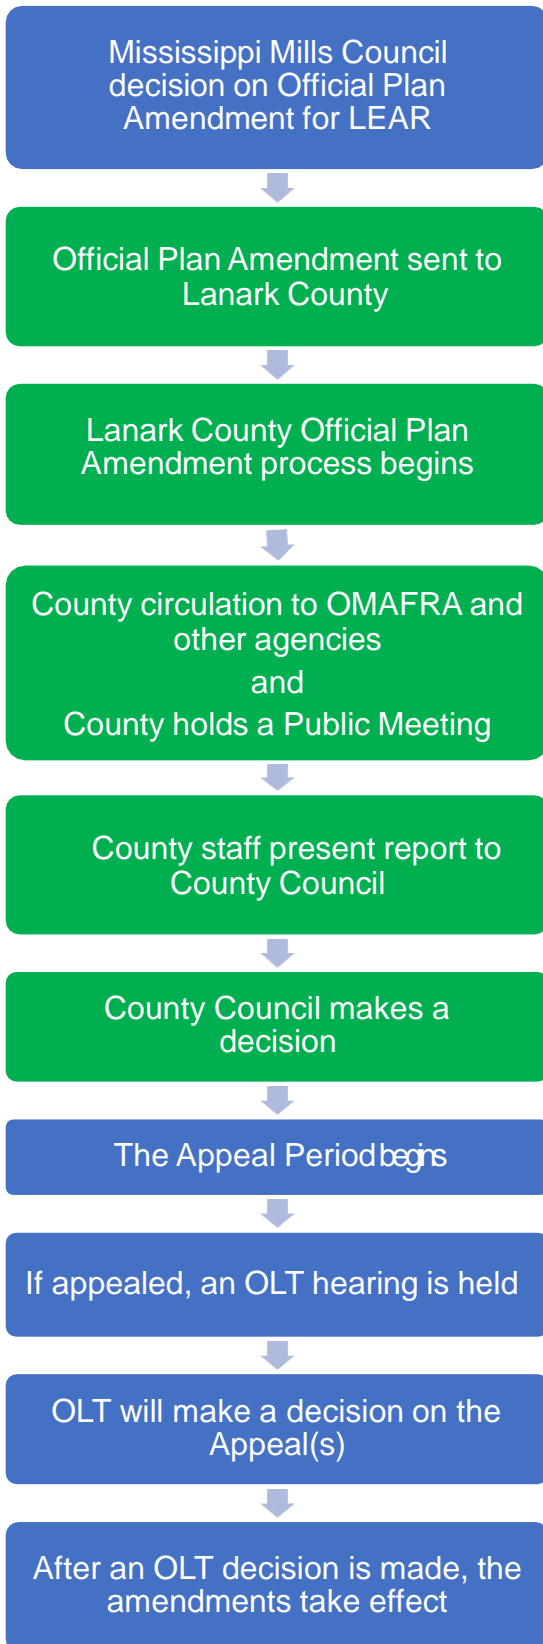 Mississippi Mills Council
decision on Official Plan
Amendment for LEAR
Official Plan Amendment sent to
Lanark County
Lanark County Official Plan
Amendment process begins
County circulation to OMAFRA and
other agencies
and
County holds a Public Meeting
County staff present report to
County Council
County Council makes a
decision
The Appeal Period begins
If appealed, an OLT hearing is held
OLT will make a decision on the
Appeal(s)
After an OLT decision is made, the
amendments take effect